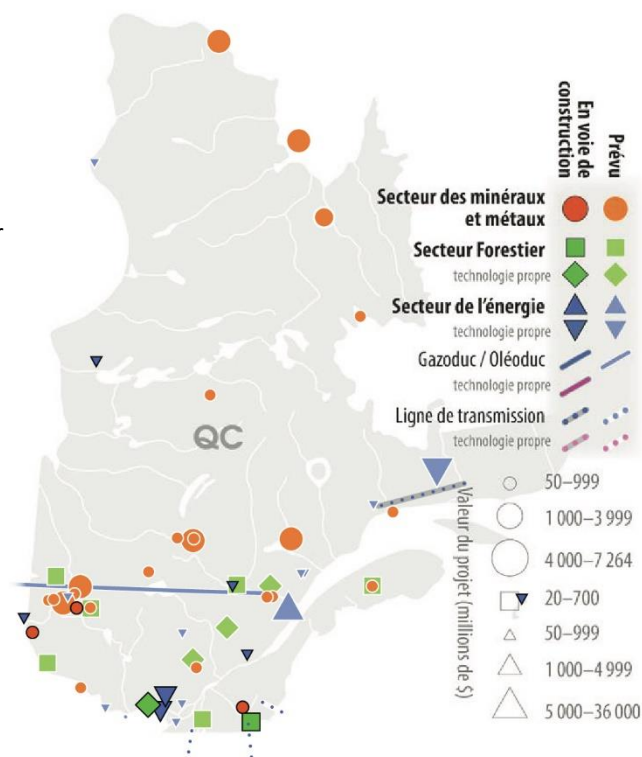 r
En voie de
construction
Prévu
Secteur des minéraux
et métaux
Secteur Forestier
technologie propre
Secteur de l'énergie
technologie propre
Gazoduc / Oléoduc
technologie propre
Ligne de transmission
technologie propre
QC
Valeur du projet (millions de $)
50–999
1 000–3 999
4 000–7 264
20–700
50–999
1 000–4 999
5 000–36 000